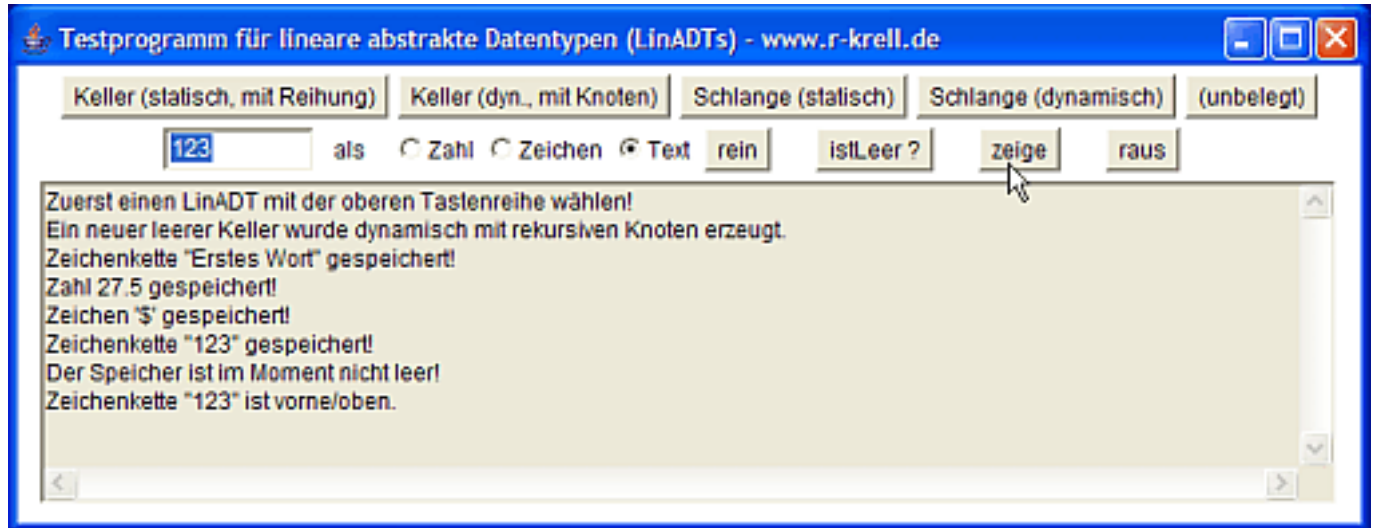 Testprogramm für lineare abstrakte Datentypen (LinADTs) - www.r-krell.de
Keller (statisch, mit Reihung) Keller (dyn., mit Knoten) Schlange (statisch) Schlange (dynamisch) (unbelegt)
123 als Zahl Zeichen Text rein istLeer ? zeige raus
Zuerst einen LinADT mit der oberen Tastenreihe wählen!
Ein neuer leerer Keller wurde dynamisch mit rekursiven Knoten erzeugt.
Zeichenkette "Erstes Wort" gespeichert!
Zahl 27.5 gespeichert!
Zeichen '$' gespeichert!
Zeichenkette "123" gespeichert!
Der Speicher ist im Moment nicht leer!
Zeichenkette "123" ist vorne/oben.